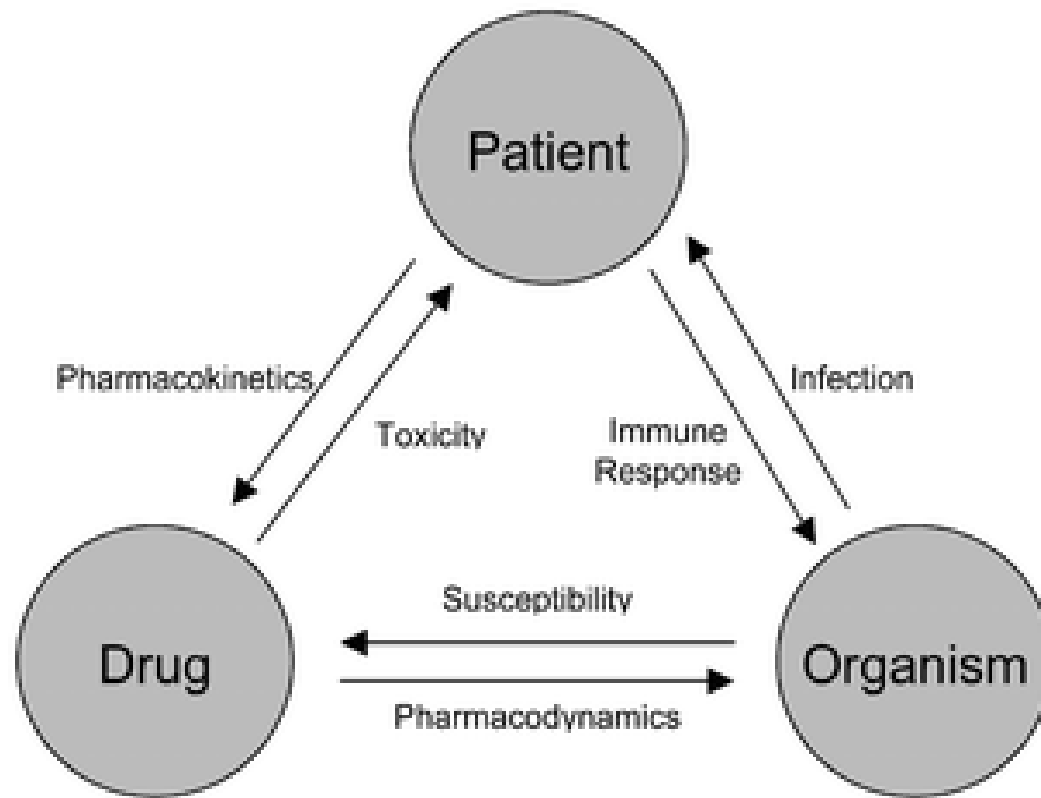 Patient
Pharmacokinetics
Infection
Toxicity
Immune
Response
Susceptibility
Drug
Organism
Pharmacodynamics